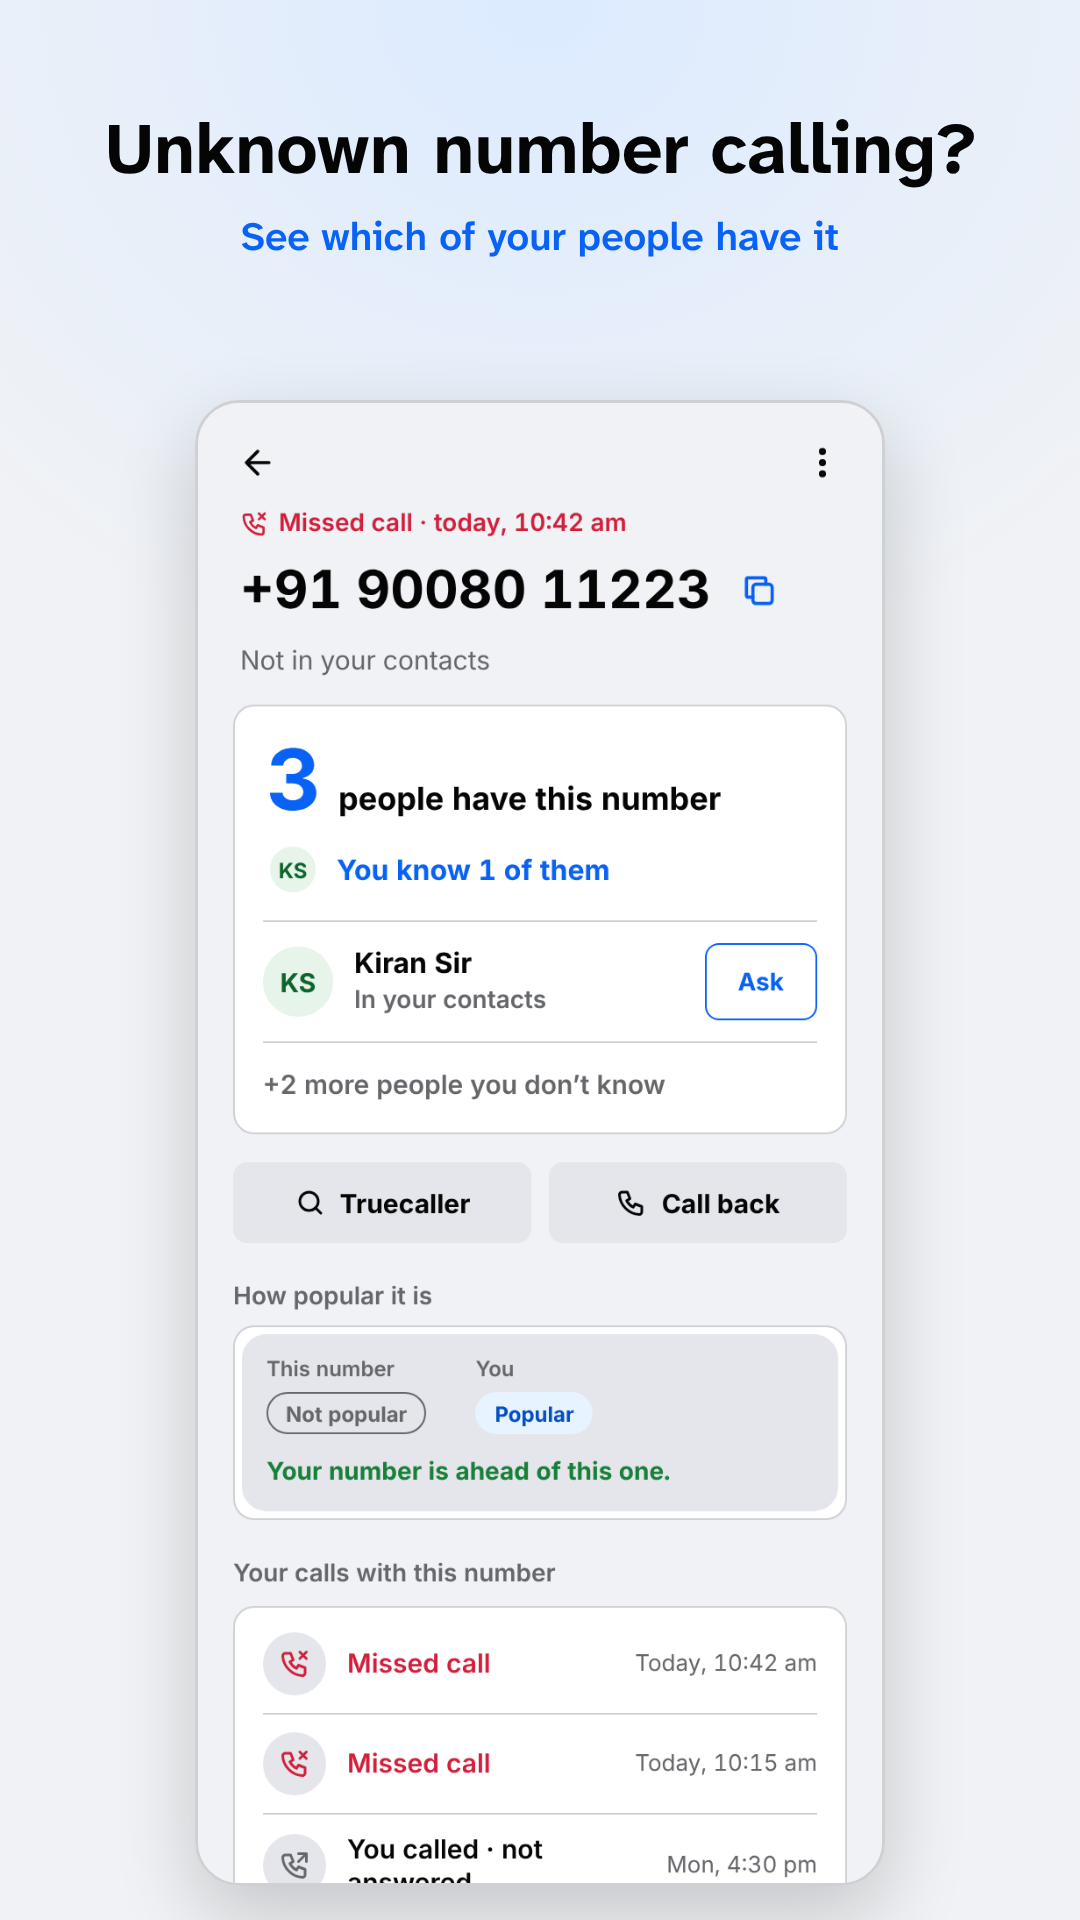 Unknown number calling?
See which of your people have it
Missed call · today, 10:42 am
+91 90080 11223
Not in your contacts
3 people have this number
KS You know 1 of them
KS
Kiran Sir
In your contacts
Ask
+2 more people you don’t know
Truecaller
Call back
How popular it is
This number You
Not popular Popular
Your number is ahead of this one.
Your calls with this number
Missed call Today, 10:42 am
Missed call Today, 10:15 am
You called · not
answered
Mon, 4:30 pm